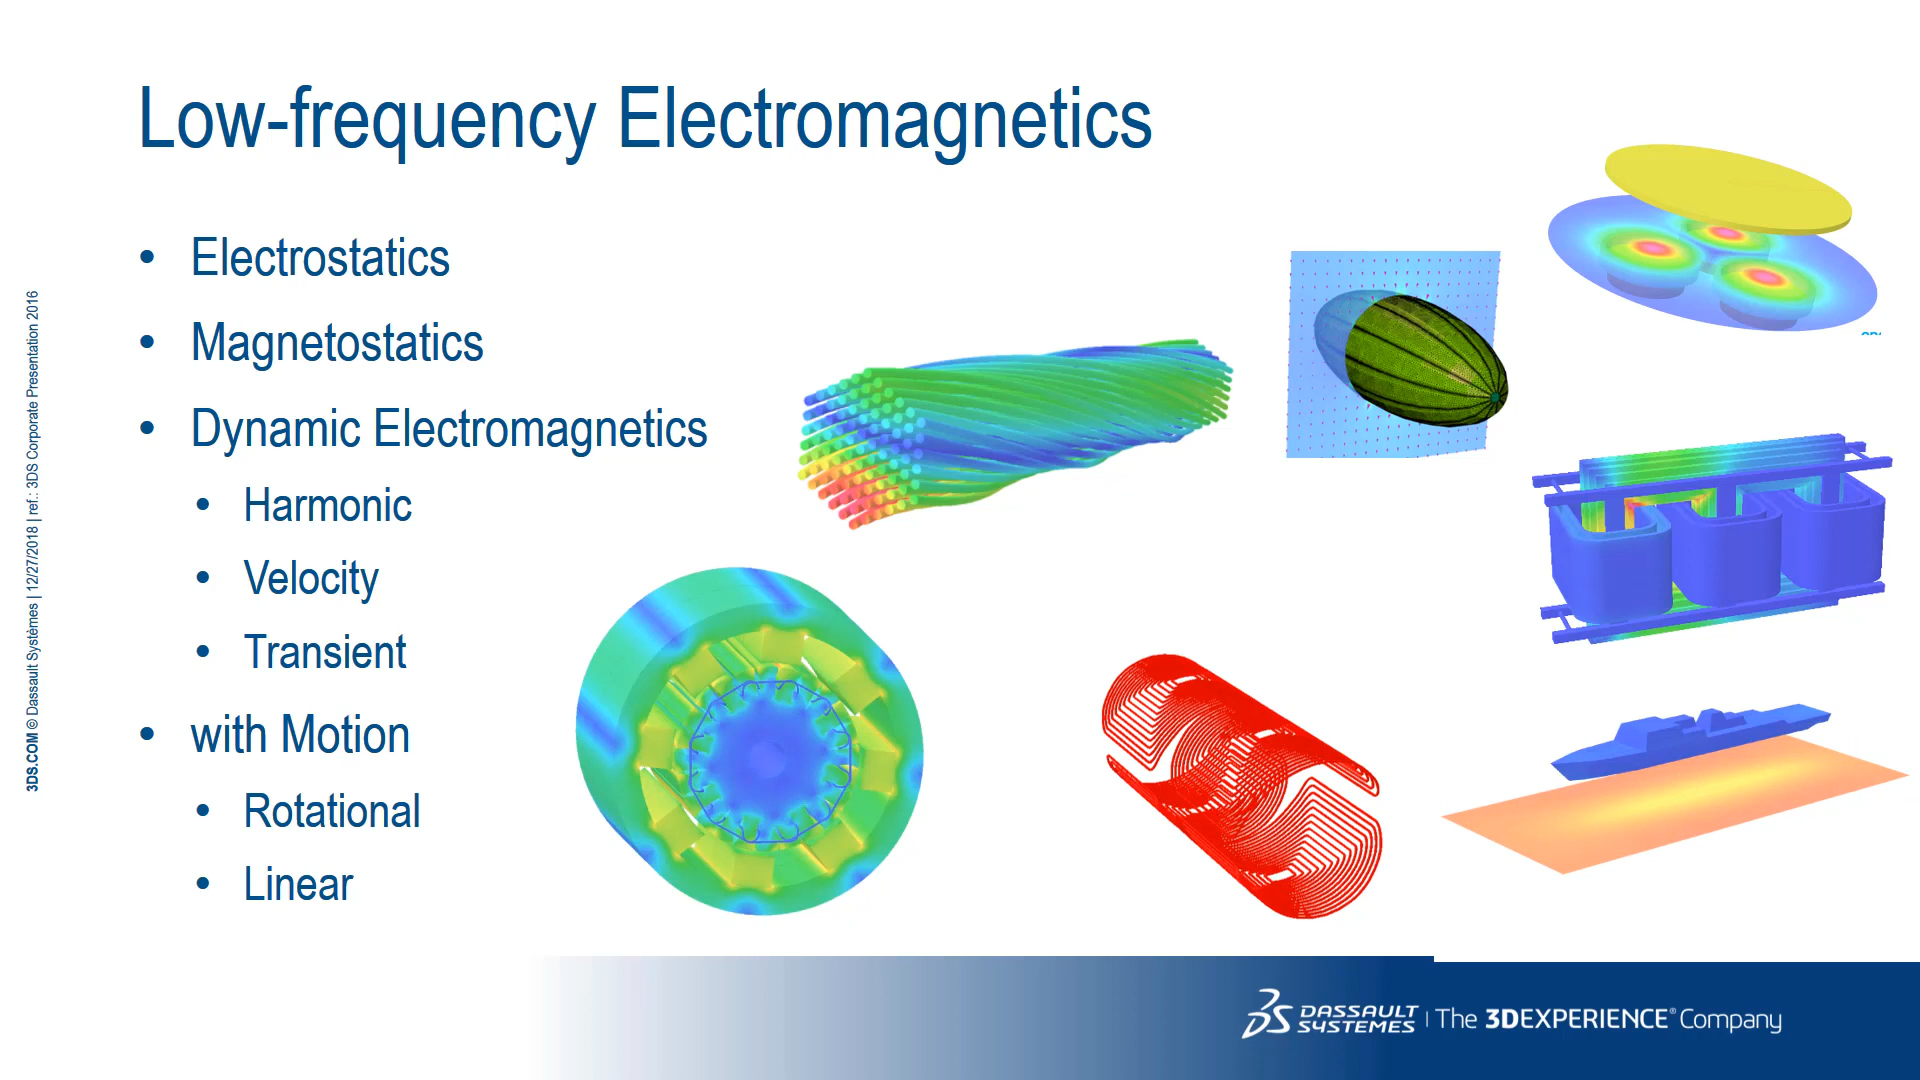 Low-frequency Electromagnetics
• Electrostatics
• Magnetostatics
• Dynamic Electromagnetics
• Harmonic
• Velocity
• Transient
• with Motion
• Rotational
• Linear
3DS.COM © Dassault Systèmes | 12/27/2018 | ref.: 3DS Corporate Presentation 2016
DASSAULT SYSTEMES | The 3DEXPERIENCE® Company